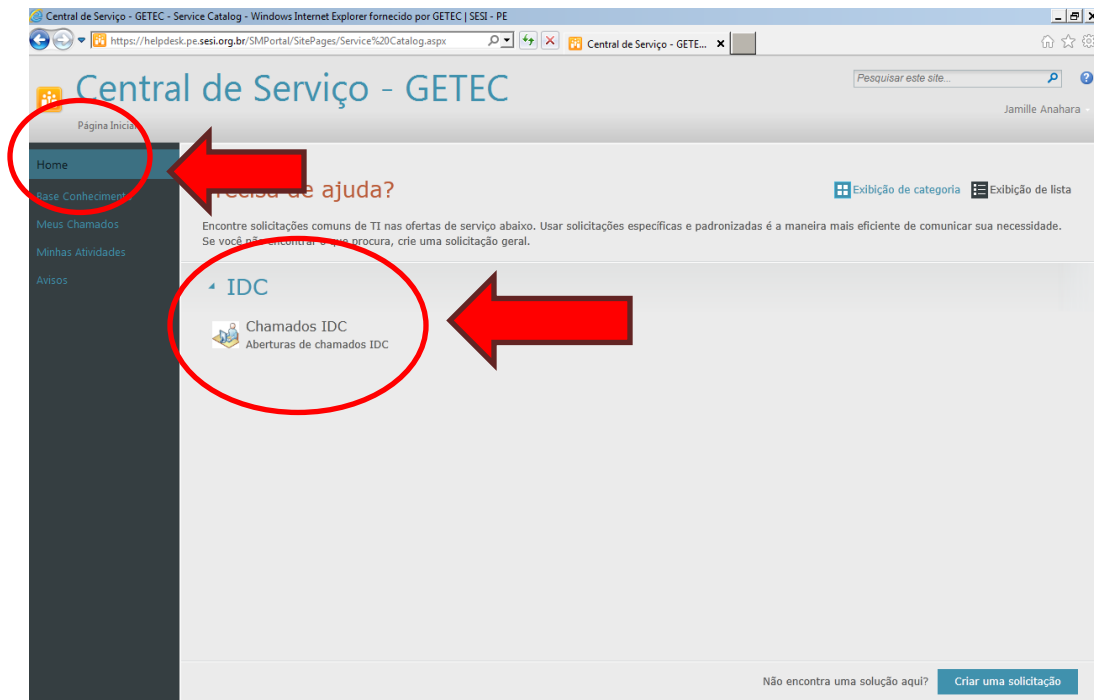 Central de Serviço - GETEC - Service Catalog - Windows Internet Explorer fornecido por GETEC | SESI - PE
https://helpdesk.pe.sesi.org.br/SMPortal/SitePages/Service%20Catalog.aspx
Central de Serviço - GETE...
Central de Serviço - GETEC
Pesquisar este site...
Jamille Anahara
Página Inicial
Home
Base Conhecimento
Meus Chamados
Minhas Atividades
Avisos
de ajuda?
Exibição de categoria
Exibição de lista
Encontre solicitações comuns de TI nas ofertas de serviço abaixo. Usar solicitações específicas e padronizadas é a maneira mais eficiente de comunicar sua necessidade.
Se você não encontrar o que procura, crie uma solicitação geral.
IDC
Chamados IDC
Aberturas de chamados IDC
Não encontra uma solução aqui?
Criar uma solicitação